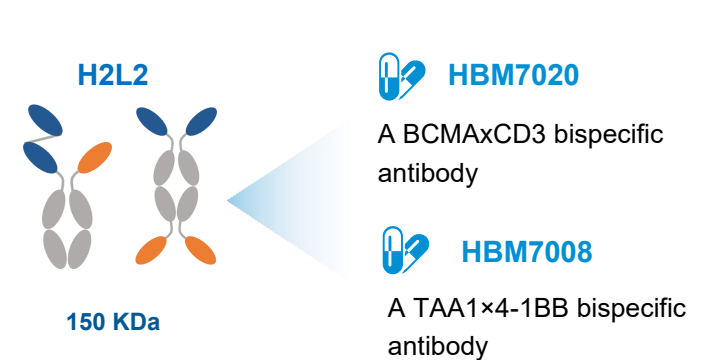 H2L2
150 KDa
HBM7020
A BCMAxCD3 bispecific
antibody
HBM7008
A TAA1×4-1BB bispecific
antibody